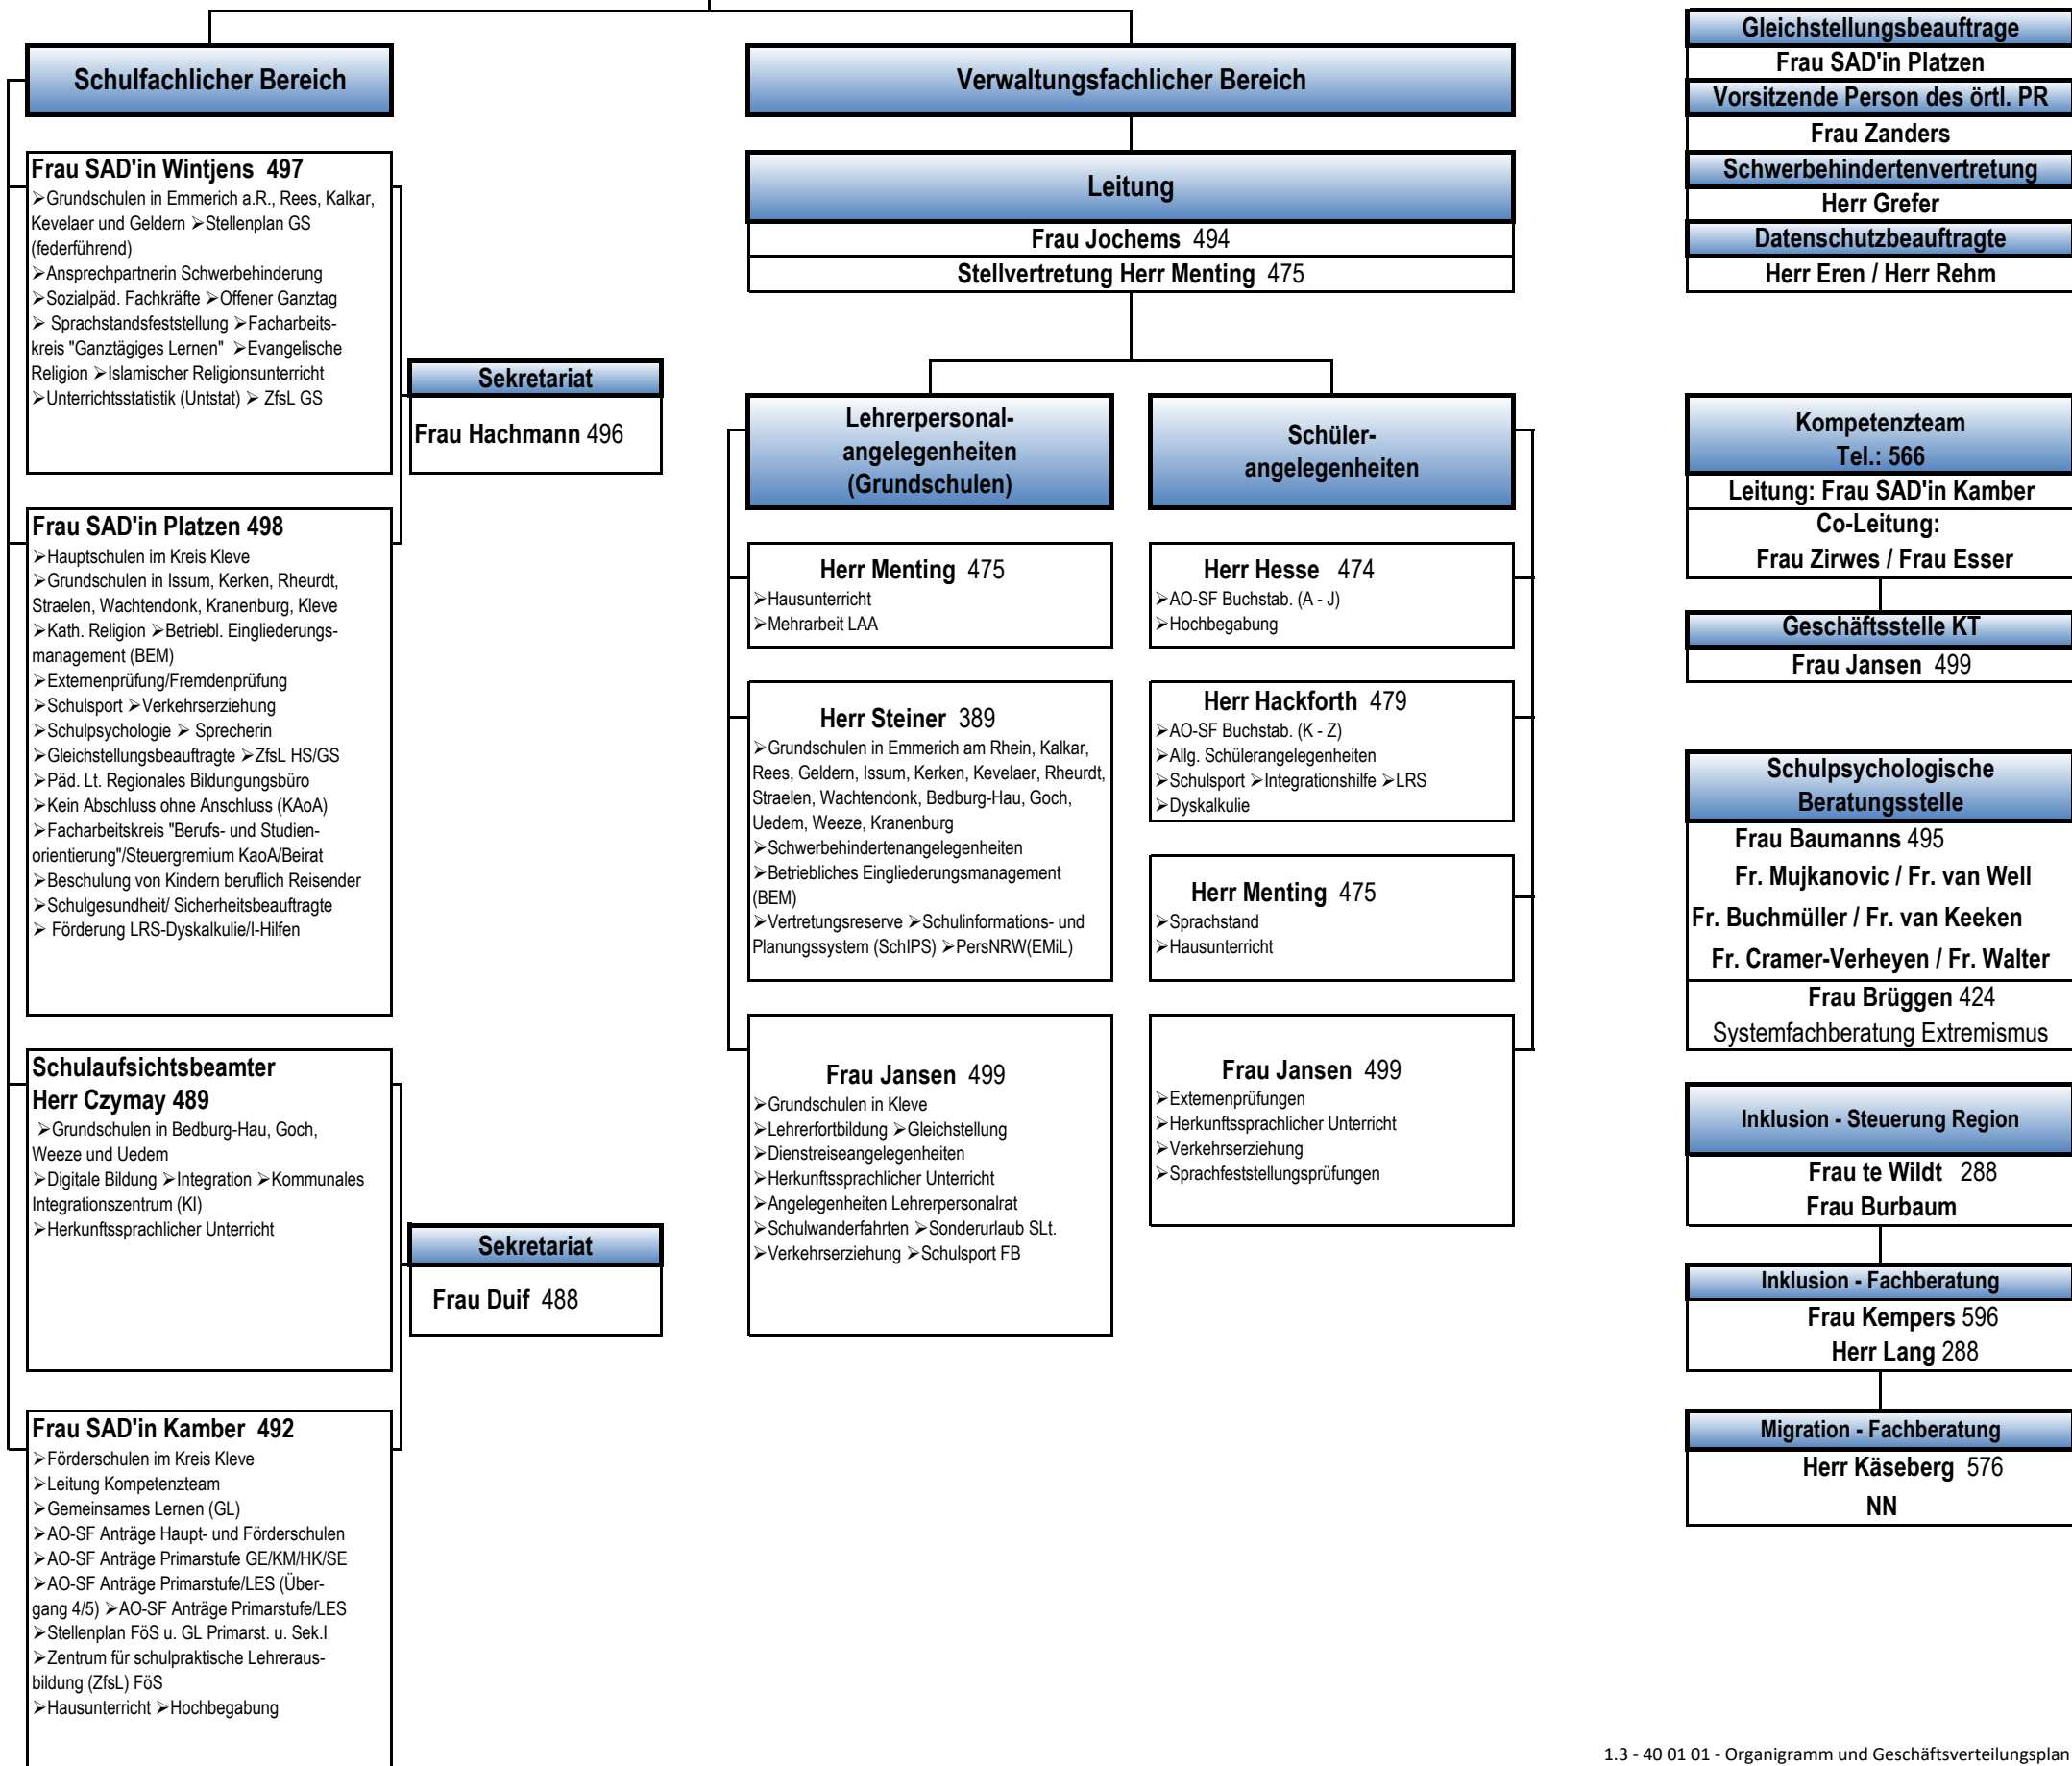 Schulfachlicher Bereich
Frau SAD'in Wintjens 497
➢Grundschulen in Emmerich a.R., Rees, Kalkar,
Kevelaer und Geldern ➢Stellenplan GS
(federführend)
➢Ansprechpartnerin Schwerbehinderung
➢Sozialpäd. Fachkräfte ➢Offener Ganztag
➢ Sprachstandsfeststellung ➢Facharbeits-
kreis "Ganztägiges Lernen" ➢Evangelische
Religion ➢Islamischer Religionsunterricht
➢Unterrichtsstatistik (Untstat) ➢ ZfsL GS
Sekretariat
Frau Hachmann 496
Frau SAD'in Platzen 498
➢Hauptschulen im Kreis Kleve
➢Grundschulen in Issum, Kerken, Rheurdt,
Straelen, Wachtendonk, Kranenburg, Kleve
➢Kath. Religion ➢Betriebl. Eingliederungs-
management (BEM)
➢Externenprüfung/Fremdenprüfung
➢Schulsport ➢Verkehrserziehung
➢Schulpsychologie ➢ Sprecherin
➢Gleichstellungsbeauftragte ➢ZfsL HS/GS
➢Päd. Lt. Regionales Bildungungsbüro
➢Kein Abschluss ohne Anschluss (KAoA)
➢Facharbeitskreis "Berufs- und Studien-
orientierung"/Steuergremium KaoA/Beirat
➢Beschulung von Kindern beruflich Reisender
➢Schulgesundheit/ Sicherheitsbeauftragte
➢ Förderung LRS-Dyskalkulie/I-Hilfen
Schulaufsichtsbeamter
Herr Czymay 489
➢Grundschulen in Bedburg-Hau, Goch,
Weeze und Uedem
➢Digitale Bildung ➢Integration ➢Kommunales
Integrationszentrum (KI)
➢Herkunftssprachlicher Unterricht
Sekretariat
Frau Duif 488
Frau SAD'in Kamber 492
➢Förderschulen im Kreis Kleve
➢Leitung Kompetenzteam
➢Gemeinsames Lernen (GL)
➢AO-SF Anträge Haupt- und Förderschulen
➢AO-SF Anträge Primarstufe GE/KM/HK/SE
➢AO-SF Anträge Primarstufe/LES (Über-
gang 4/5) ➢AO-SF Anträge Primarstufe/LES
➢Stellenplan FöS u. GL Primarst. u. Sek.I
➢Zentrum für schulpraktische Lehreraus-
bildung (ZfsL) FöS
➢Hausunterricht ➢Hochbegabung
Verwaltungsfachlicher Bereich
Leitung
Frau Jochems 494
Stellvertretung Herr Menting 475
Lehrerpersonal-
angelegenheiten
(Grundschulen)
Herr Menting 475
➢Hausunterricht
➢Mehrarbeit LAA
Herr Steiner 389
➢Grundschulen in Emmerich am Rhein, Kalkar,
Rees, Geldern, Issum, Kerken, Kevelaer, Rheurdt,
Straelen, Wachtendonk, Bedburg-Hau, Goch,
Uedem, Weeze, Kranenburg
➢Schwerbehindertenangelegenheiten
➢Betriebliches Eingliederungsmanagement
(BEM)
➢Vertretungsreserve ➢Schulinformations- und
Planungssystem (SchIPS) ➢PersNRW(EMiL)
Frau Jansen 499
➢Grundschulen in Kleve
➢Lehrerfortbildung ➢Gleichstellung
➢Dienstreiseangelegenheiten
➢Herkunftssprachlicher Unterricht
➢Angelegenheiten Lehrerpersonalrat
➢Schulwanderfahrten ➢Sonderurlaub SLt.
➢Verkehrserziehung ➢Schulsport FB
Schüler-
angelegenheiten
Herr Hesse 474
➢AO-SF Buchstab. (A - J)
➢Hochbegabung
Herr Hackforth 479
➢AO-SF Buchstab. (K - Z)
➢Allg. Schülerangelegenheiten
➢Schulsport ➢Integrationshilfe ➢LRS
➢Dyskalkulie
Herr Menting 475
➢Sprachstand
➢Hausunterricht
Frau Jansen 499
➢Externenprüfungen
➢Herkunftssprachlicher Unterricht
➢Verkehrserziehung
➢Sprachfeststellungsprüfungen
Gleichstellungsbeauftrage
Frau SAD'in Platzen
Vorsitzende Person des örtl. PR
Frau Zanders
Schwerbehindertenvertretung
Herr Grefer
Datenschutzbeauftragte
Herr Eren / Herr Rehm
Kompetenzteam
Tel.: 566
Leitung: Frau SAD'in Kamber
Co-Leitung:
Frau Zirwes / Frau Esser
Geschäftsstelle KT
Frau Jansen 499
Schulpsychologische
Beratungsstelle
Frau Baumanns 495
Fr. Mujkanovic / Fr. van Well
Fr. Buchmüller / Fr. van Keeken
Fr. Cramer-Verheyen / Fr. Walter
Frau Brüggen 424
Systemfachberatung Extremismus
Inklusion - Steuerung Region
Frau te Wildt 288
Frau Burbaum
Inklusion - Fachberatung
Frau Kempers 596
Herr Lang 288
Migration - Fachberatung
Herr Käseberg 576
NN
1.3 - 40 01 01 - Organigramm und Geschäftsverteilungsplan